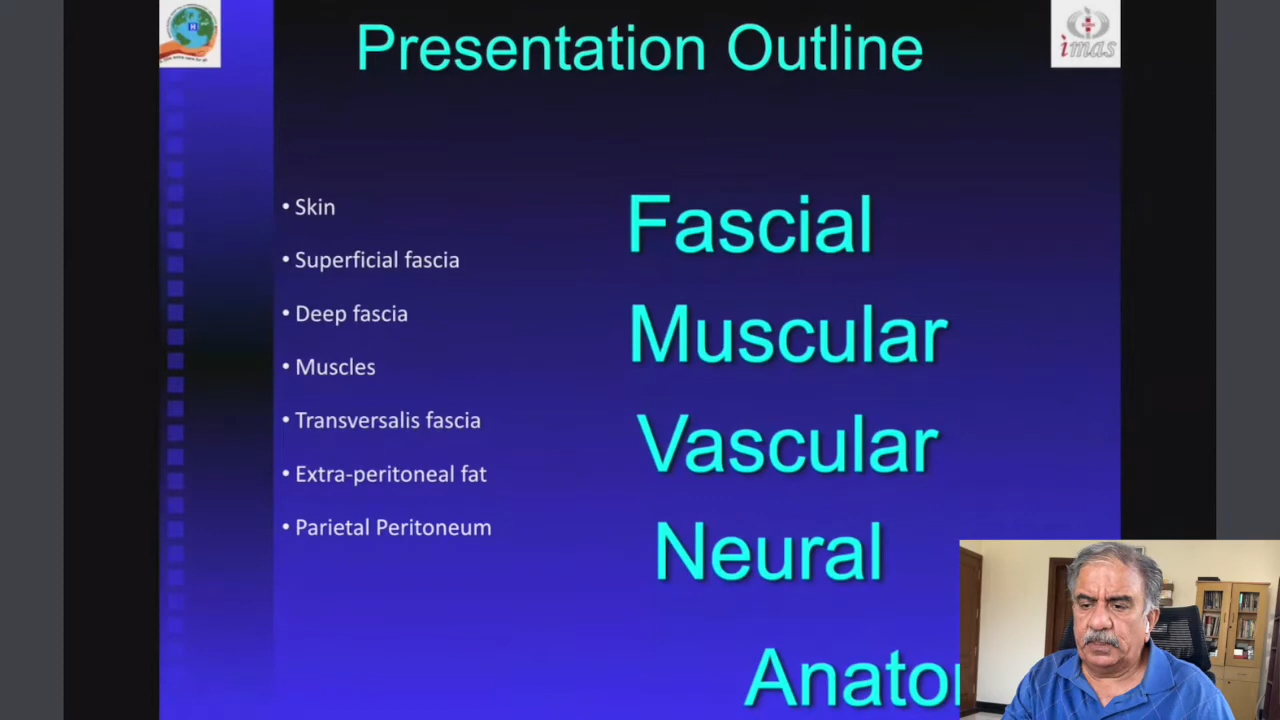 Presentation Outline
H
imas
• Skin
• Superficial fascia
• Deep fascia
• Muscles
• Transversalis fascia
• Extra-peritoneal fat
• Parietal Peritoneum
Fascial
Muscular
Vascular
Neural